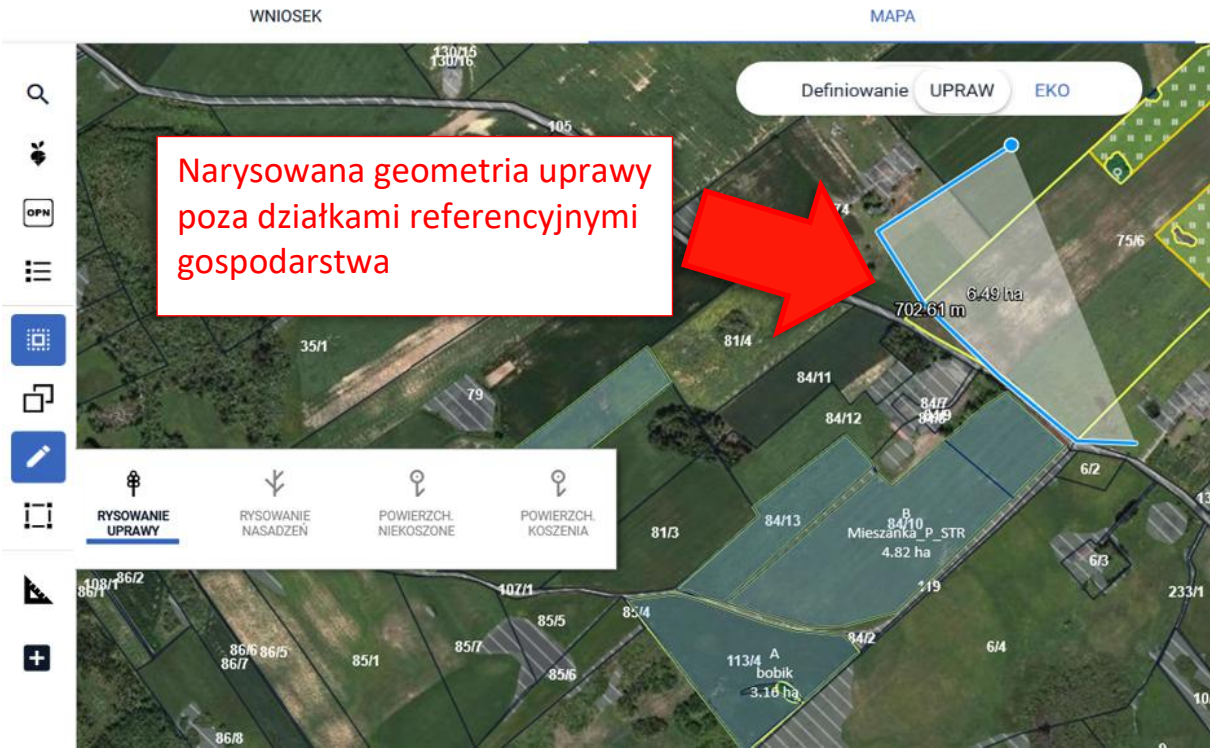 WNIOSEK
MAPA
130/15
130/16
Definiowanie UPRAW EKO
105
Narysowana geometria uprawy
poza działkami referencyjnymi
gospodarstwa
74
OPN
75/6
6.49 ha
702.61 m
35/1
81/4
84/11
79
84/7
84/12
6/2
RYSOWANIE
UPRAWY
RYSOWANIE
NASADZEŃ
POWIERZCH.
NIEKOSZONE
POWIERZCH.
KOSZENIA
81/3
84/13
B
84/10
Mieszanka_P_STR
4.82 ha
6/3
108/1
86/2
86/1
107/1
119
233/1
85/4
85/5
84/2
86/6
86/5
86/7
85/1
85/7
85/6
6/4
113/4
A
bobik
3.16 ha
86/8